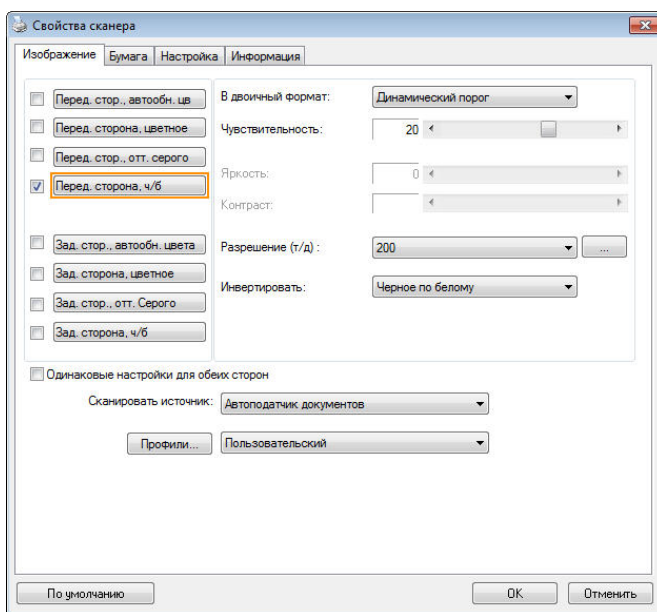 Свойства сканера
Изображение Бумага Настройка Информация
Перед. стор., автообн. цв
Перед. сторона, цветное
Перед. стор., отт. серого
Перед. сторона, ч/б
Зад. стор., автообн. цвета
Зад. сторона, цветное
Зад. стор., отт. Серого
Зад. сторона, ч/б
В двоичный формат: Динамический порог
Чувствительность: 20
Яркость: 0
Контраст:
Разрешение (т/д) : 200 ...
Инвертировать: Черное по белому
Одинаковые настройки для обеих сторон
Сканировать источник: Автоподатчик документов
Профили... Пользовательский
По умолчанию OK Отменить